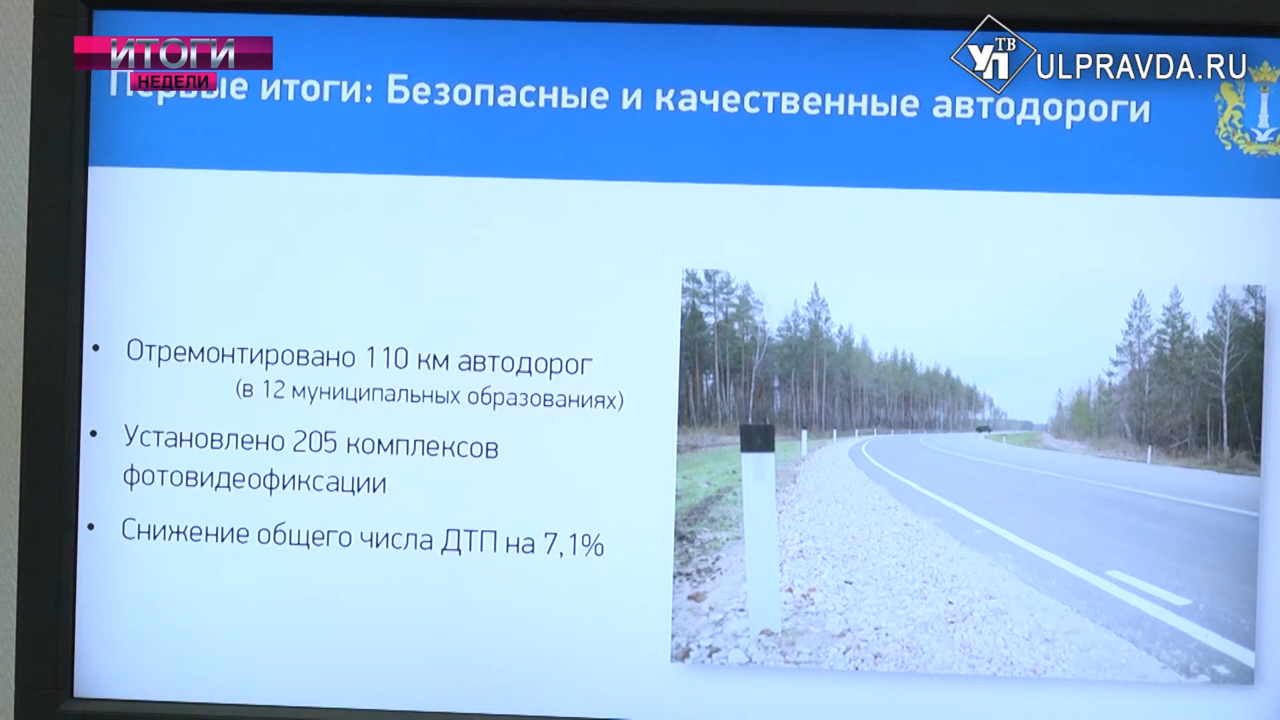 ИТОГИ
НЕДЕЛИ
УП ТВ
ULPRAVDA.RU
Первые итоги: Безопасные и качественные автодороги
• Отремонтировано 110 км автодорог
(в 12 муниципальных образованиях)
• Установлено 205 комплексов
фотовидеофиксации
• Снижение общего числа ДТП на 7,1%